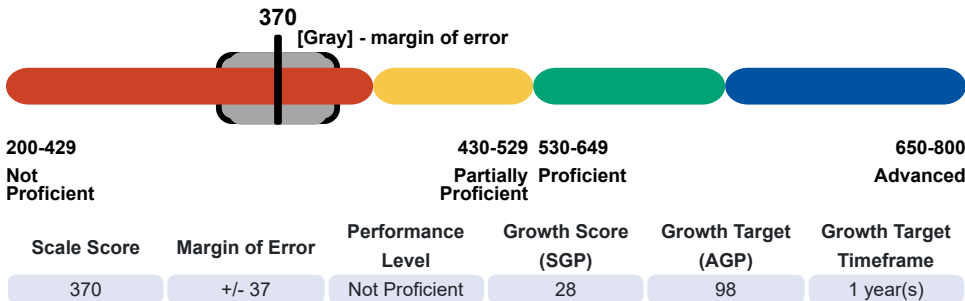 370
[Gray] - margin of error
200-429
Not
Proficient
430-529
Partially
Proficient
530-649
Proficient
650-800
Advanced
Scale Score
Margin of Error
Performance
Level
Growth Score
(SGP)
Growth Target
(AGP)
Growth Target
Timeframe
370
+/- 37
Not Proficient
28
98
1 year(s)